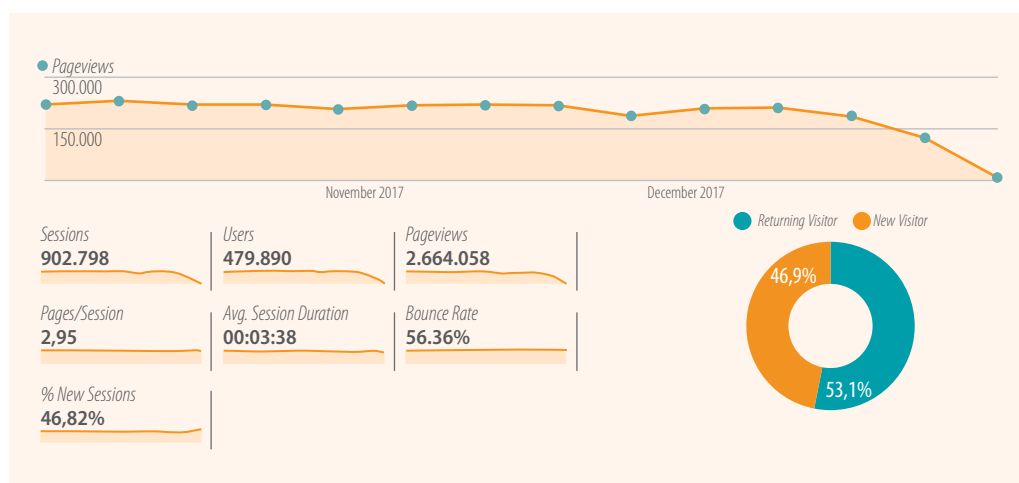 Pageviews
300.000
150.000
November 2017
December 2017
Returning Visitor
New Visitor
Sessions
902.798
Users
479.890
Pageviews
2.664.058
Pages/Session
2,95
Avg. Session Duration
00:03:38
Bounce Rate
56.36%
% New Sessions
46,82%
46,9%
53,1%